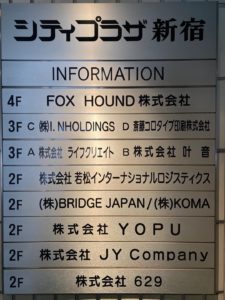 シティプラザ新宿
INFORMATION
4F FOX HOUND 株式会社
3F C (株)I.NHOLDINGS D 斎藤コロタイプ印刷株式会社
3F A 株式会社 ライフクリエイト B 株式会社 叶音
2F 株式会社 若松インターナショナルロジスティクス
2F (株)BRIDGE JAPAN/(株)KOMA
2F 株式会社 YOPU
2F 株式会社 JY Company
2F 株式会社 629